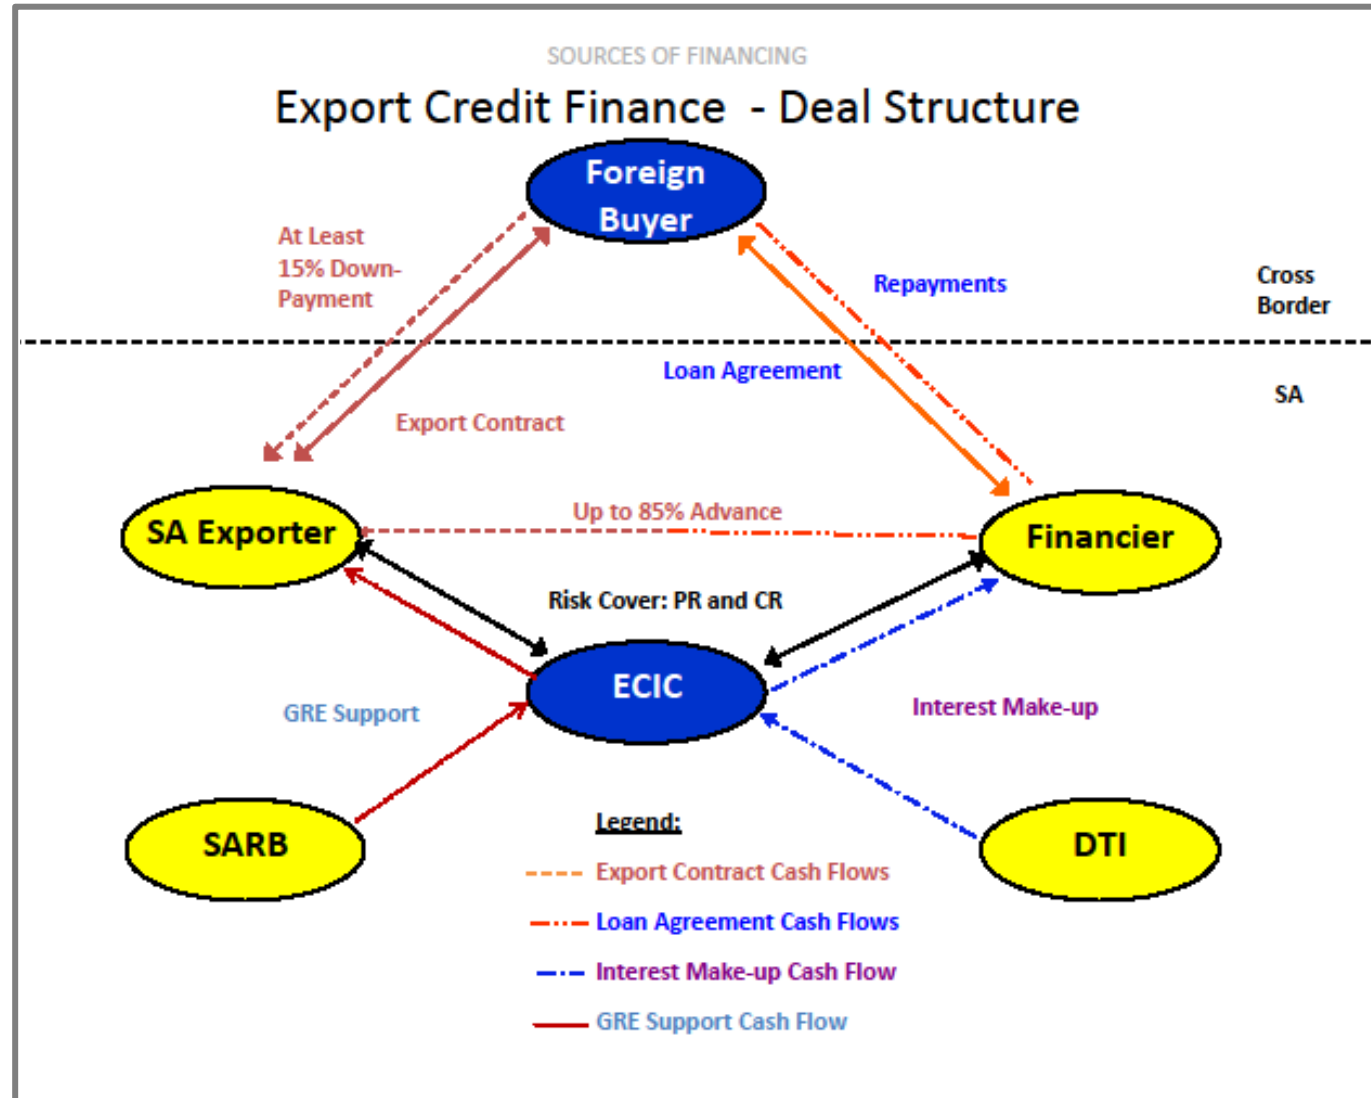 SOURCES OF FINANCING
Export Credit Finance - Deal Structure
Foreign
Buyer
At Least
15% Down-
Payment
Repayments
Cross
Border
Loan Agreement
SA
Export Contract
Up to 85% Advance
SA Exporter
Financier
Risk Cover: PR and CR
ECIC
GRE Support
Interest Make-up
SARB
DTI
Legend:
Export Contract Cash Flows
Loan Agreement Cash Flows
Interest Make-up Cash Flow
GRE Support Cash Flow